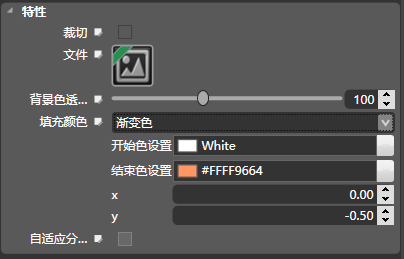 特性
裁切
文件
背景色透... 100
填充颜色 渐变色
开始色设置 White
结束色设置 #FFFF9664
x 0.00
y -0.50
自适应分...